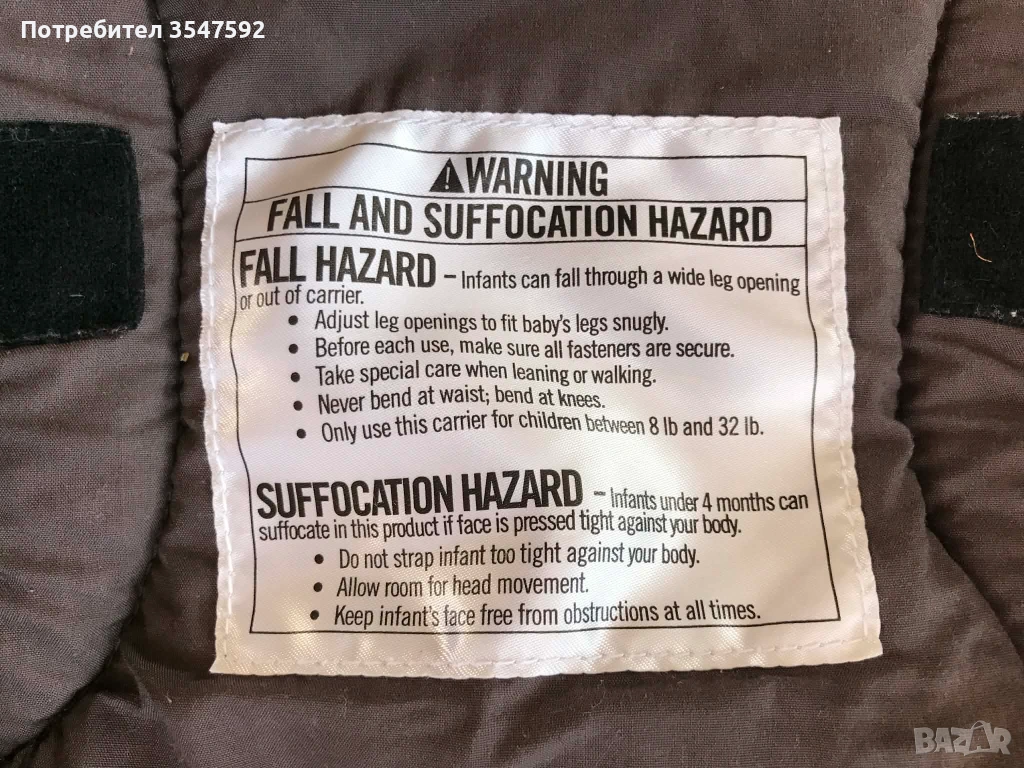 Потребител 3547592
WARNING
FALL AND SUFFOCATION HAZARD
FALL HAZARD – Infants can fall through a wide leg opening
or out of carrier.
• Adjust leg openings to fit baby's legs snugly.
• Before each use, make sure all fasteners are secure.
• Take special care when leaning or walking.
• Never bend at waist; bend at knees.
• Only use this carrier for children between 8 lb and 32 lb.
SUFFOCATION HAZARD – Infants under 4 months can
suffocate in this product if face is pressed tight against your body.
• Do not strap infant too tight against your body.
• Allow room for head movement.
• Keep infant's face free from obstructions at all times.
BAZAR